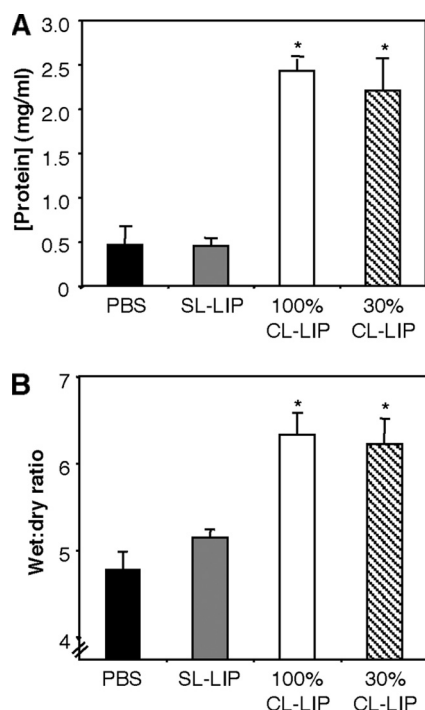 A
[Protein] (mg/ml)
3.0
2.5
2.0
1.5
1.0
0.5
0
* *
PBS SL-LIP 100% CL-LIP 30% CL-LIP
B
Wet:dry ratio
7
6
5
4
* *
PBS SL-LIP 100% CL-LIP 30% CL-LIP